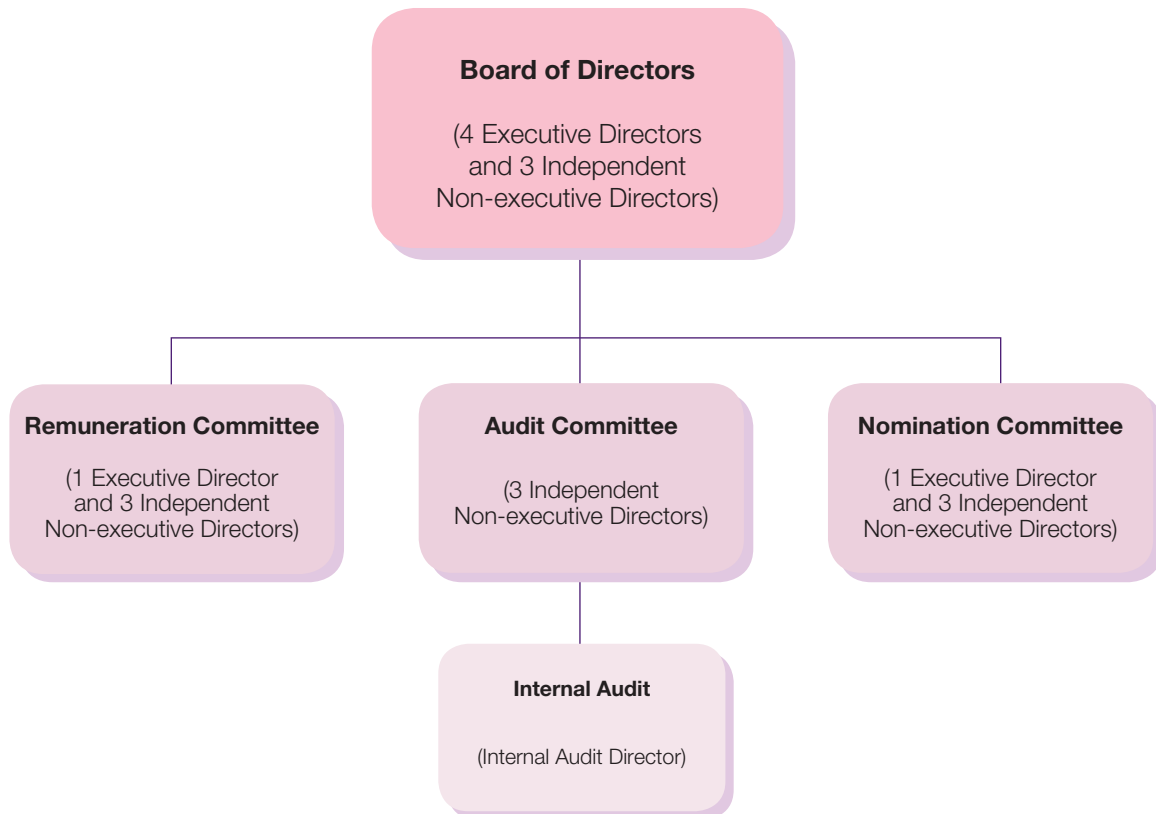 Board of Directors
(4 Executive Directors
and 3 Independent
Non-executive Directors)
Remuneration Committee
(1 Executive Director
and 3 Independent
Non-executive Directors)
Audit Committee
(3 Independent
Non-executive Directors)
Nomination Committee
(1 Executive Director
and 3 Independent
Non-executive Directors)
Internal Audit
(Internal Audit Director)